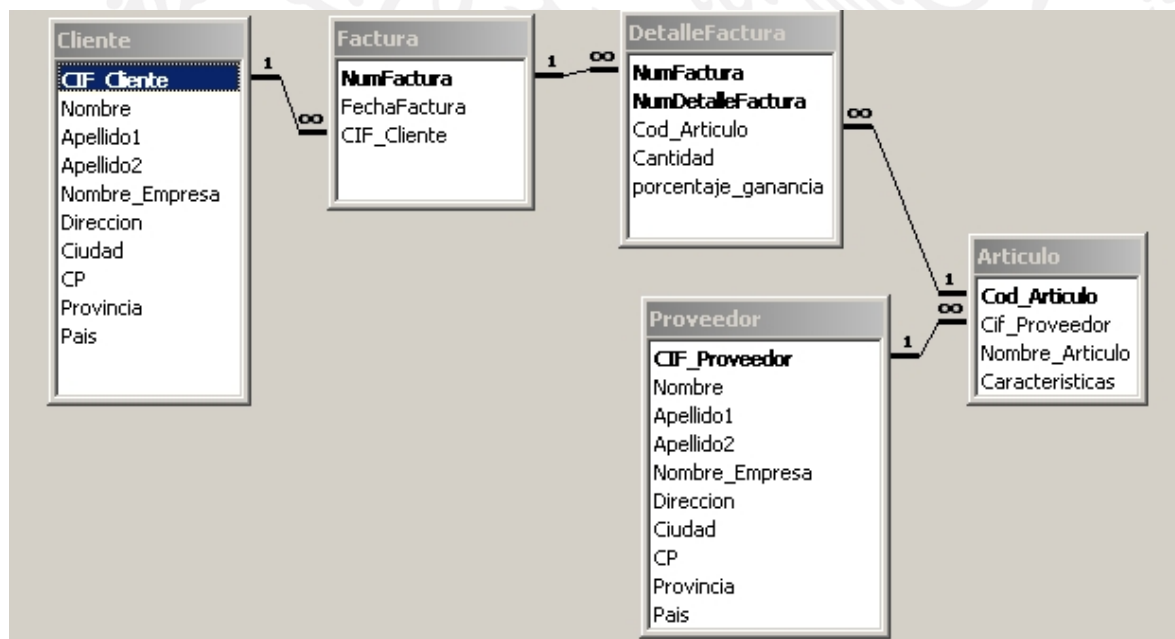 Cliente
CIF_Cliente
Nombre
Apellido1
Apellido2
Nombre_Empresa
Direccion
Ciudad
CP
Provincia
Pais
1
∞
Factura
NumFactura
FechaFactura
CIF_Cliente
1
∞
DetalleFactura
NumFactura
NumDetalleFactura
Cod_Articulo
Cantidad
porcentaje_ganancia
∞
1
Articulo
Cod_Articulo
Cif_Proveedor
Nombre_Articulo
Caracteristicas
∞
1
Proveedor
CIF_Proveedor
Nombre
Apellido1
Apellido2
Nombre_Empresa
Direccion
Ciudad
CP
Provincia
Pais